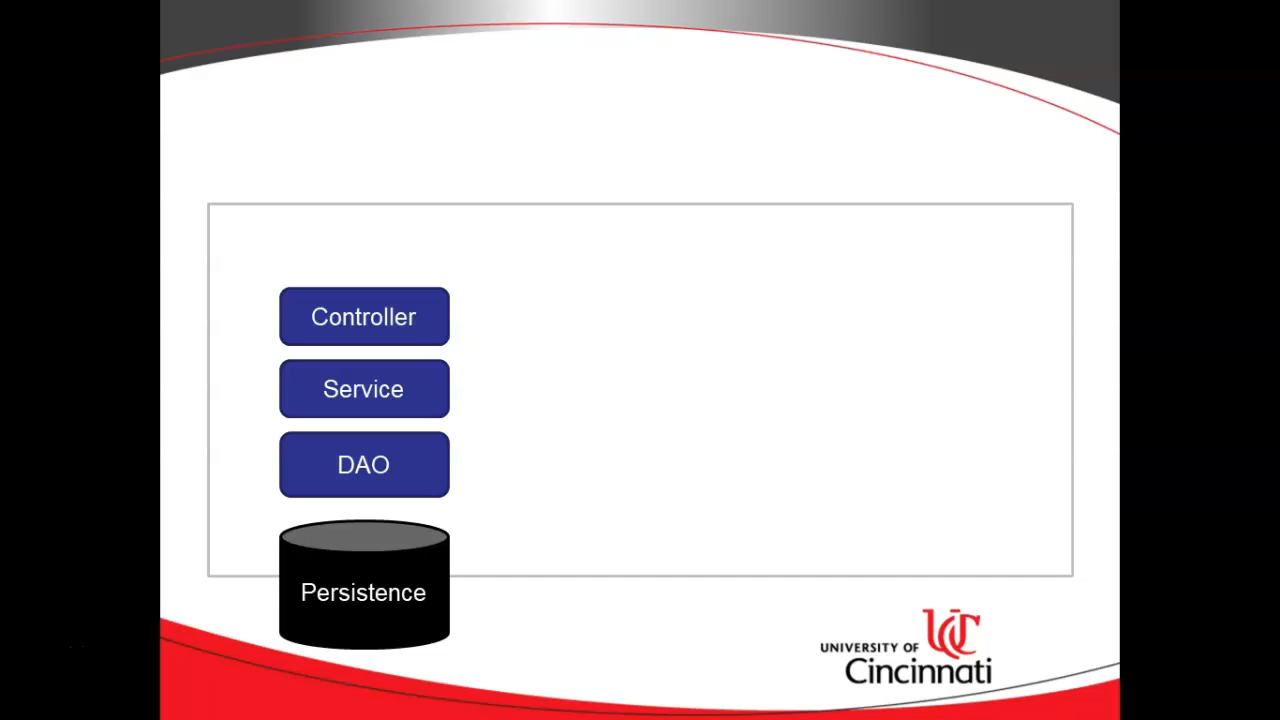 Controller
Service
DAO
Persistence
UNIVERSITY OF
Cincinnati